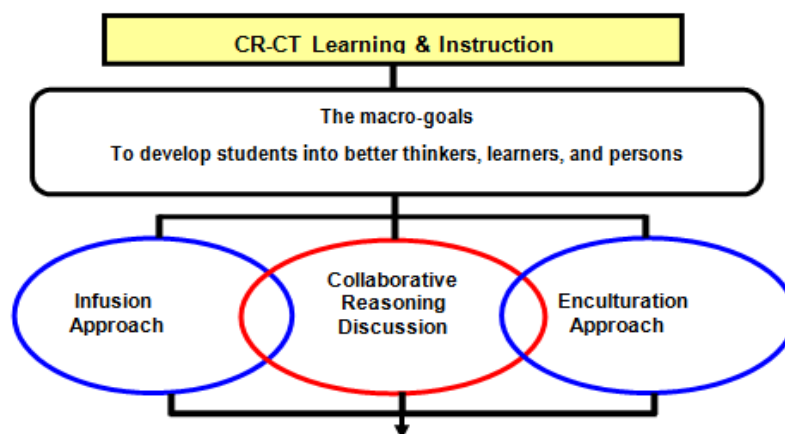 CR-CT Learning & Instruction
The macro-goals
To develop students into better thinkers, learners, and persons
Infusion
Approach
Collaborative
Reasoning
Discussion
Enculturation
Approach